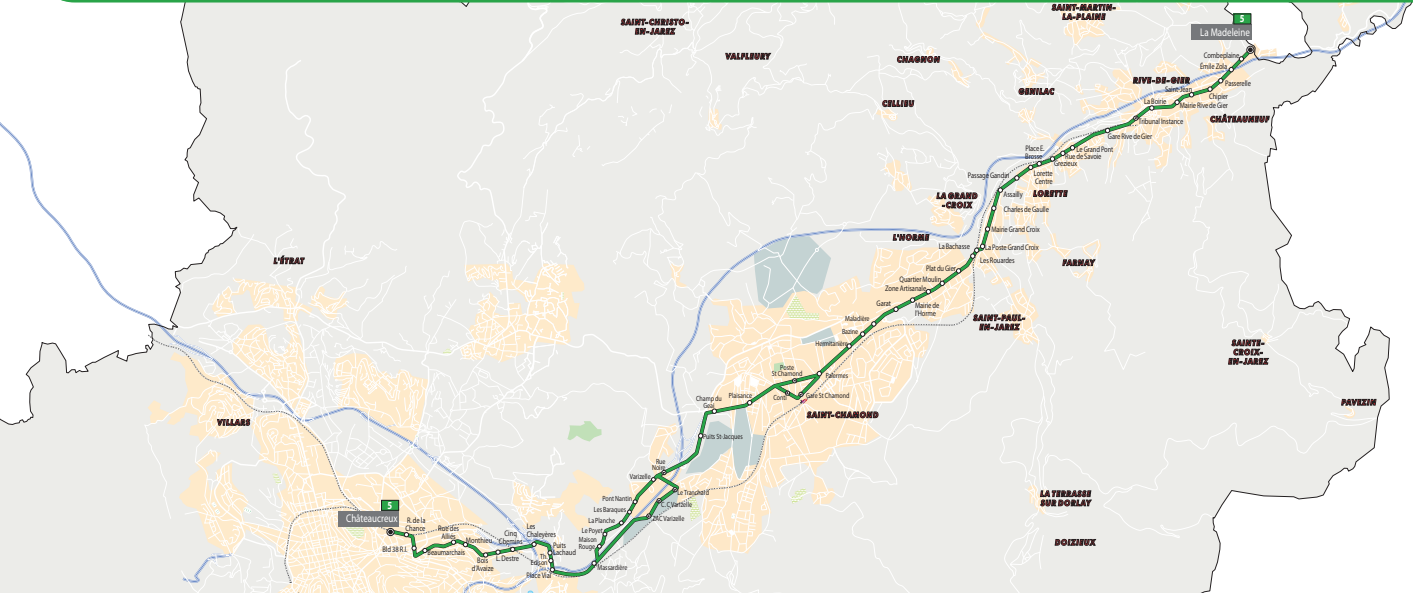 SAINT-CHRISTO-
EN-JAREX
SAINT-MARTIN-
LA-PLAINE
5
La Madeleine
VALFLEURY
CHAGNON
Combeplaine
Émile Zola
RIVE-DE-GIER
Passerelle
GENILAC
Saint Jean
Chipier
CELLIEU
La Boirie
Mairie Rive de Gier
CHÂTEAUNEUF
Tribunal Instance
Gare Rive de Gier
Place E.
Brosse
Le Grand Pont
Rue de Savoie
Grezieux
Passage Gandin
Lorette
Centre
LA GRAND
-CROIX
Assailly
LORETTE
Charles de Gaulle
Mairie Grand Croix
L'HORME
La Bachasse
La Poste Grand Croix
L'ÉTRAT
Les Rouardes
FARNAY
Plat du Gier
Quartier Moulin
Zone Artisanale
Garat
Mairie de
l'Horme
Maladière
SAINT-PAUL-
EN-JAREX
Bazine
Hermitanière
SAINTE-
CROIX-
EN-JAREX
Poste
St Chamond
Palermes
Champ du
Geai
Plaisance
Conti
Gare St Chamond
PAVEZIN
SAINT-CHAMOND
VILLARS
Puits St-Jacques
Rue
Noire
Varizelle
Le Tranchard
LA TERRASSE
SUR DORLAY
Pont Nantin
C.C Varizelle
Les Baraques
5
Châteaucreux
La Planche
ZAC Varizelle
R. de la
Chance
Rue des
Alliés
Cinq
Chemins
Les
Chaleyères
Le Poyet
Maison
Rouge
Bld 38 R.I.
Beaumarchais
Monthieu
Puits
Lachaud
DOIZIEUX
Bois
d'Avaize
L. Destre
Th.
Edison
Place Vial
Massardière